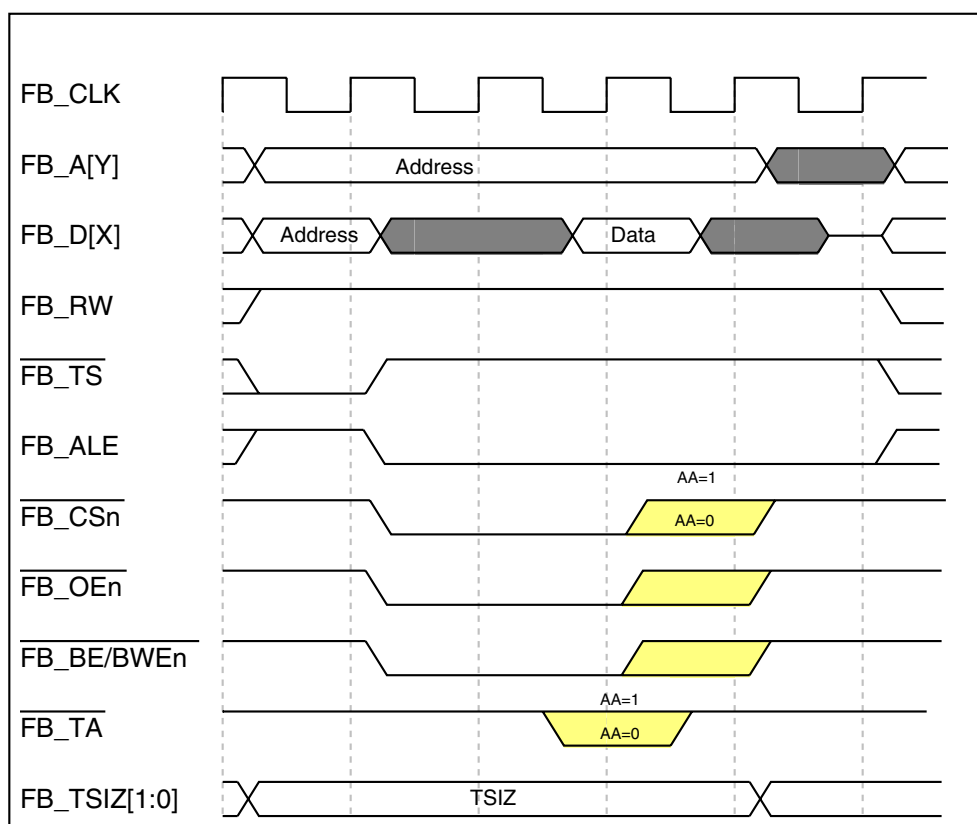 FB_CLK
FB_A[Y]
Address
FB_D[X]
Address
Data
FB_RW
FB_TS
FB_ALE
AA=1
FB_CSn
AA=0
FB_OEn
FB_BE/BWEn
AA=1
FB_TA
AA=0
FB_TSIZ[1:0]
TSIZ